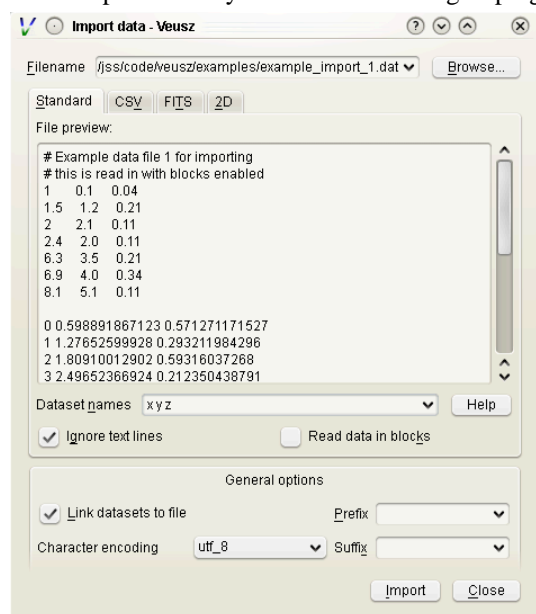 Import data - Veusz
Filename /jss/code/veusz/examples/example_import_1.dat Browse...
Standard CSV FITS 2D
File preview:
# Example data file 1 for importing
# this is read in with blocks enabled
1 0.1 0.04
1.5 1.2 0.21
2 2.1 0.11
2.4 2.0 0.11
6.3 3.5 0.21
6.9 4.0 0.34
8.1 5.1 0.11
0 0.598891867123 0.571271171527
1 1.27652599928 0.293211984296
2 1.80910012902 0.59316037268
3 2.49652366924 0.212350438791
Dataset names x y z Help
Ignore text lines Read data in blocks
General options
Link datasets to file Prefix
Character encoding utf_8 Suffix
Import Close